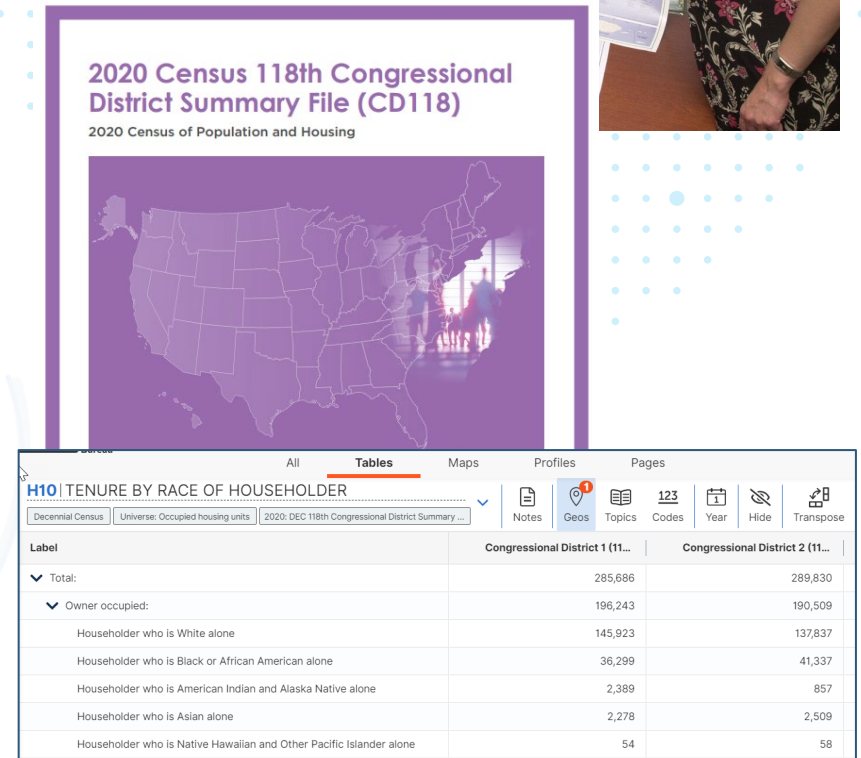 2020 Census 118th Congressional
District Summary File (CD118)
2020 Census of Population and Housing
All Tables Maps Profiles Pages
H10 | TENURE BY RACE OF HOUSEHOLDER
Decennial Census Universe: Occupied housing units 2020: DEC 118th Congressional District Summary ...
1
Notes Geos Topics Codes Year Hide Transpose
123
1
Label Congressional District 1 (11... Congressional District 2 (11...
Total: 285,686 289,830
Owner occupied: 196,243 190,509
Householder who is White alone 145,923 137,837
Householder who is Black or African American alone 36,299 41,337
Householder who is American Indian and Alaska Native alone 2,389 857
Householder who is Asian alone 2,278 2,509
Householder who is Native Hawaiian and Other Pacific Islander alone 54 58